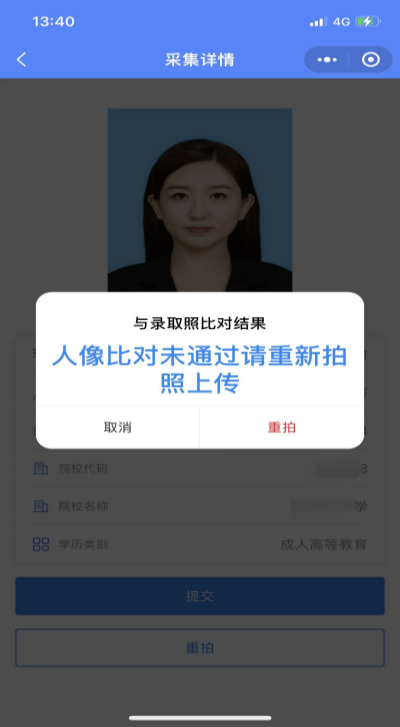 13:40
4G
采集详情
与录取照比对结果
人像比对未通过请重新拍
照上传
取消
重拍
院校代码
3
院校名称
学
学历类别
成人高等教育
提交
重拍